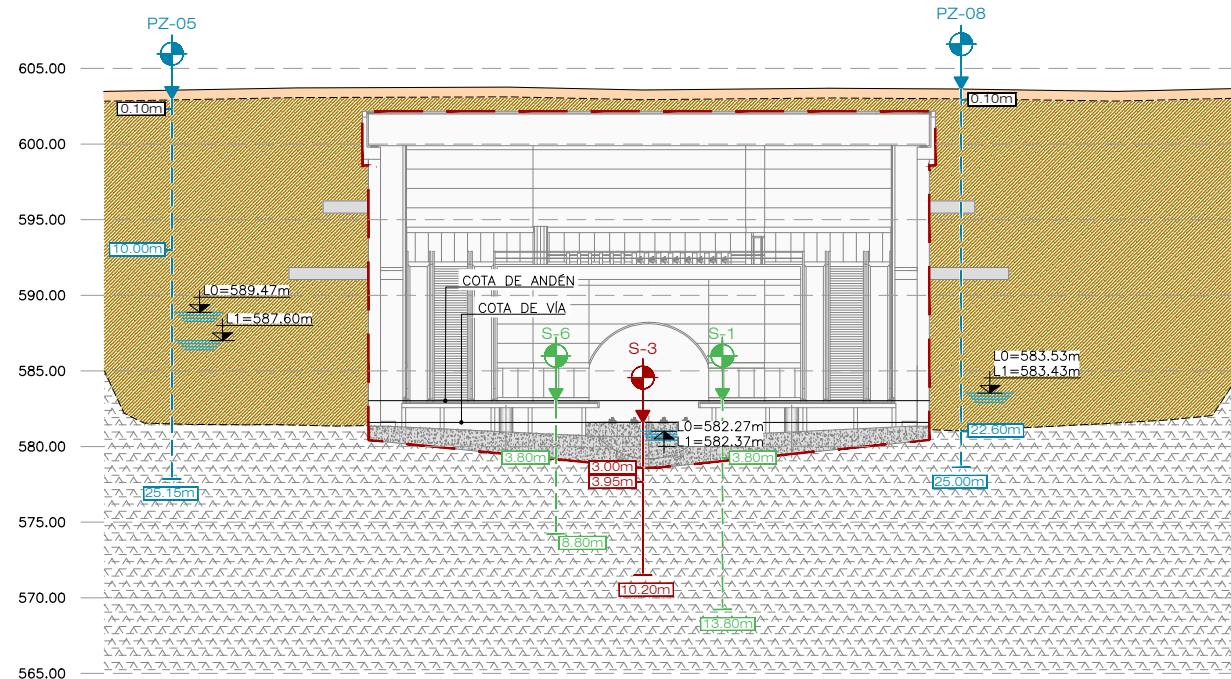 PZ-05
PZ-08
605.00
0.10m
0.10m
600.00
595.00
10.00m
590.00
L0=589.47m
L1=587.60m
COTA DE ANDÉN
COTA DE VÍA
S-6
S-3
S-1
585.00
L0=583.53m
L1=583.43m
L0=582.27m
L1=582.37m
22.60m
580.00
3.80m
3.80m
3.00m
3.95m
25.15m
25.00m
575.00
8.80m
570.00
10.20m
13.80m
565.00